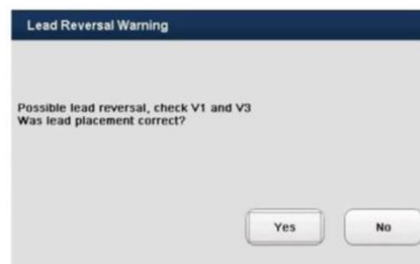 Lead Reversal Warning
Possible lead reversal, check V1 and V3
Was lead placement correct?
Yes
No